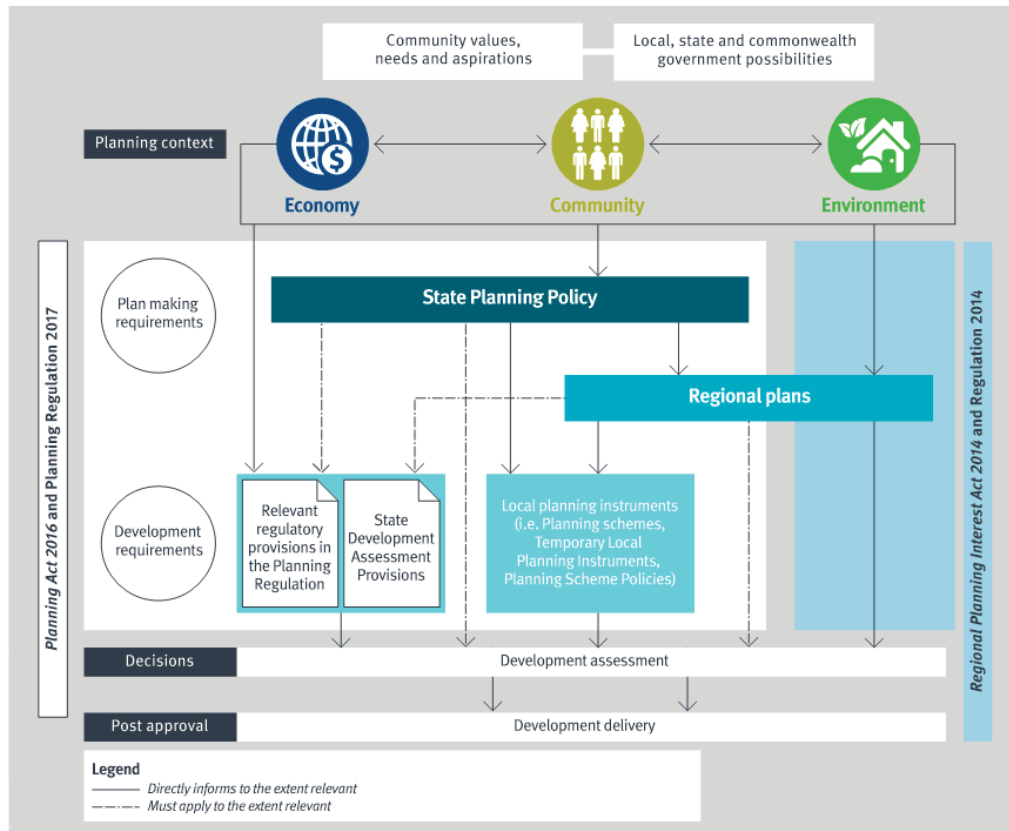 Community values,
needs and aspirations
Local, state and commonwealth
government possibilities
Planning context
Economy
Community
Environment
Planning Act 2016 and Planning Regulation 2017
Regional Planning Interest Act 2014 and Regulation 2014
Plan making
requirements
State Planning Policy
Regional plans
Development
requirements
Relevant
regulatory
provisions in
the Planning
Regulation
State
Development
Assessment
Provisions
Local planning instruments
(i.e. Planning schemes,
Temporary Local
Planning Instruments,
Planning Scheme Policies)
Decisions
Development assessment
Post approval
Development delivery
Legend
Directly informs to the extent relevant
Must apply to the extent relevant